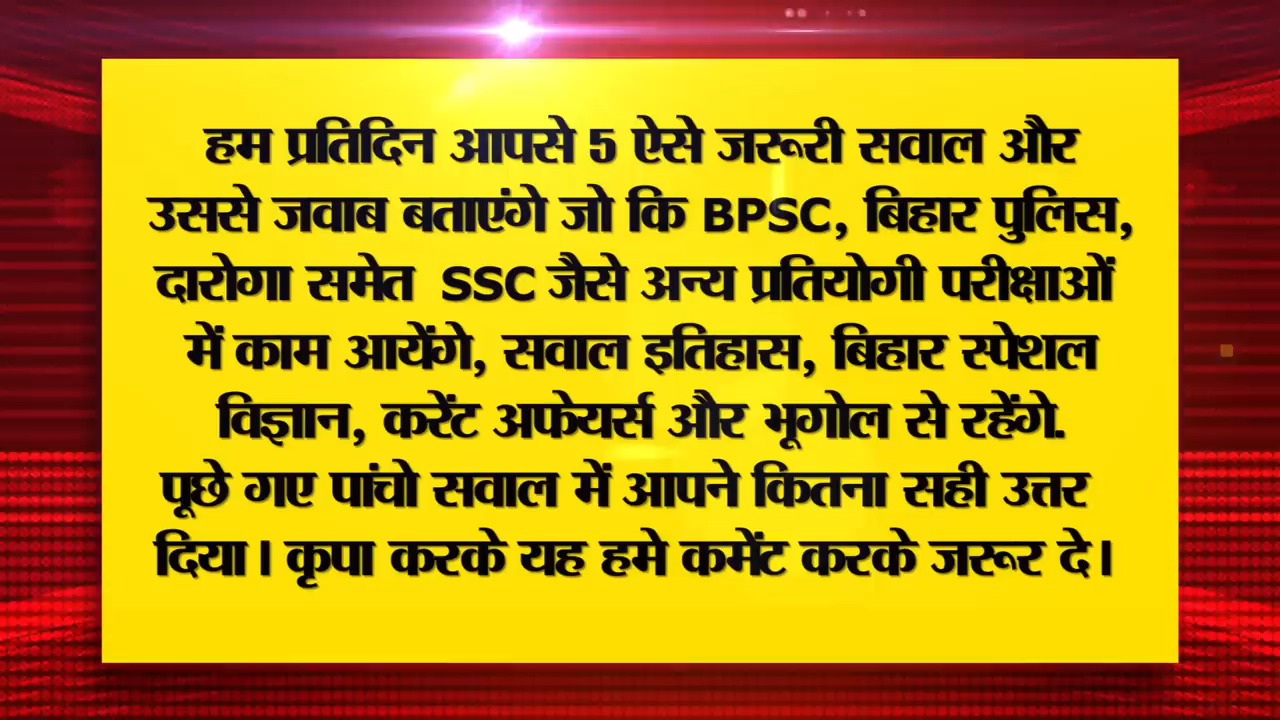 हम प्रतिदिन आपसे 5 ऐसे जरूरी सवाल और
उससे जवाब बताएंगे जो कि BPSC, बिहार पुलिस,
दारोगा समेत SSC जैसे अन्य प्रतियोगी परीक्षाओं
में काम आयेंगे, सवाल इतिहास, बिहार स्पेशल
विज्ञान, करेंट अफेयर्स और भूगोल से रहेंगे.
पूछे गए पांचो सवाल में आपने कितना सही उत्तर
दिया। कृपा करके यह हमे कमेंट करके जरूर दे।